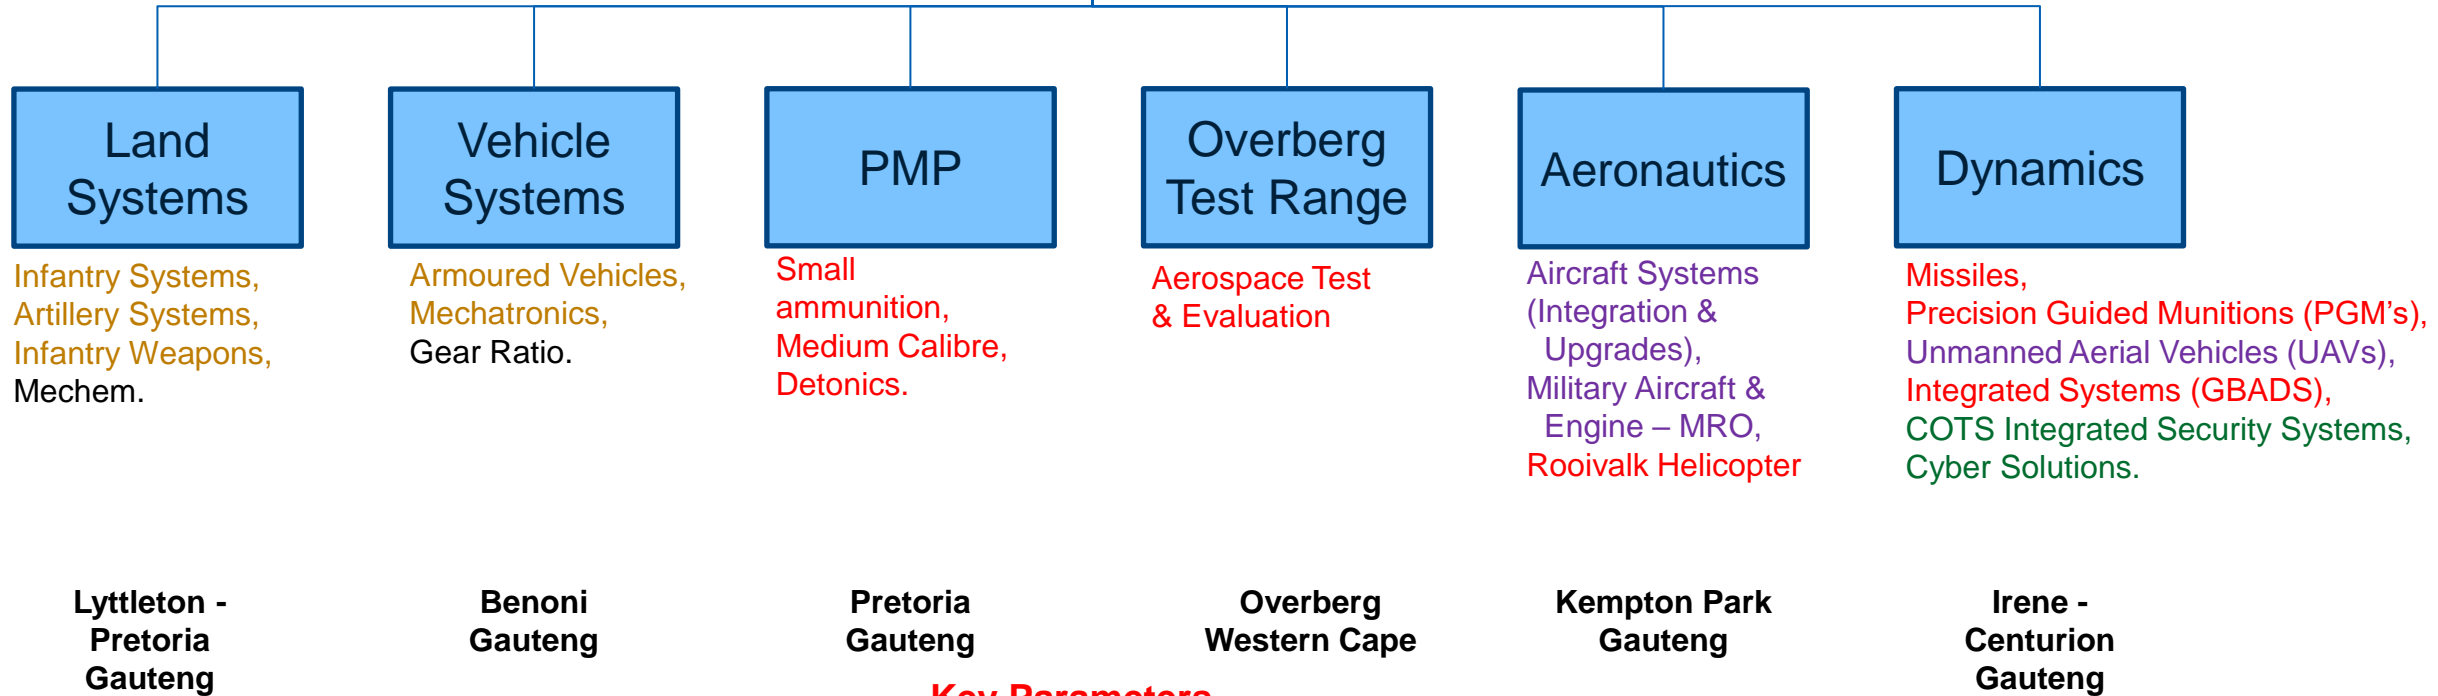 Land
Systems
Vehicle
Systems
PMP
Overberg
Test Range
Aeronautics
Dynamics
Infantry Systems,
Artillery Systems,
Infantry Weapons,
Mechem.
Armoured Vehicles,
Mechatronics,
Gear Ratio.
Small
ammunition,
Medium Calibre,
Detonics.
Aerospace Test
& Evaluation
Aircraft Systems
(Integration &
Upgrades),
Military Aircraft &
Engine – MRO,
Rooivalk Helicopter
Missiles,
Precision Guided Munitions (PGM's),
Unmanned Aerial Vehicles (UAVs),
Integrated Systems (GBADS),
COTS Integrated Security Systems,
Cyber Solutions.
Lyttleton -
Pretoria
Gauteng
Benoni
Gauteng
Pretoria
Gauteng
Overberg
Western Cape
Kempton Park
Gauteng
Irene -
Centurion
Gauteng
Key Parameters